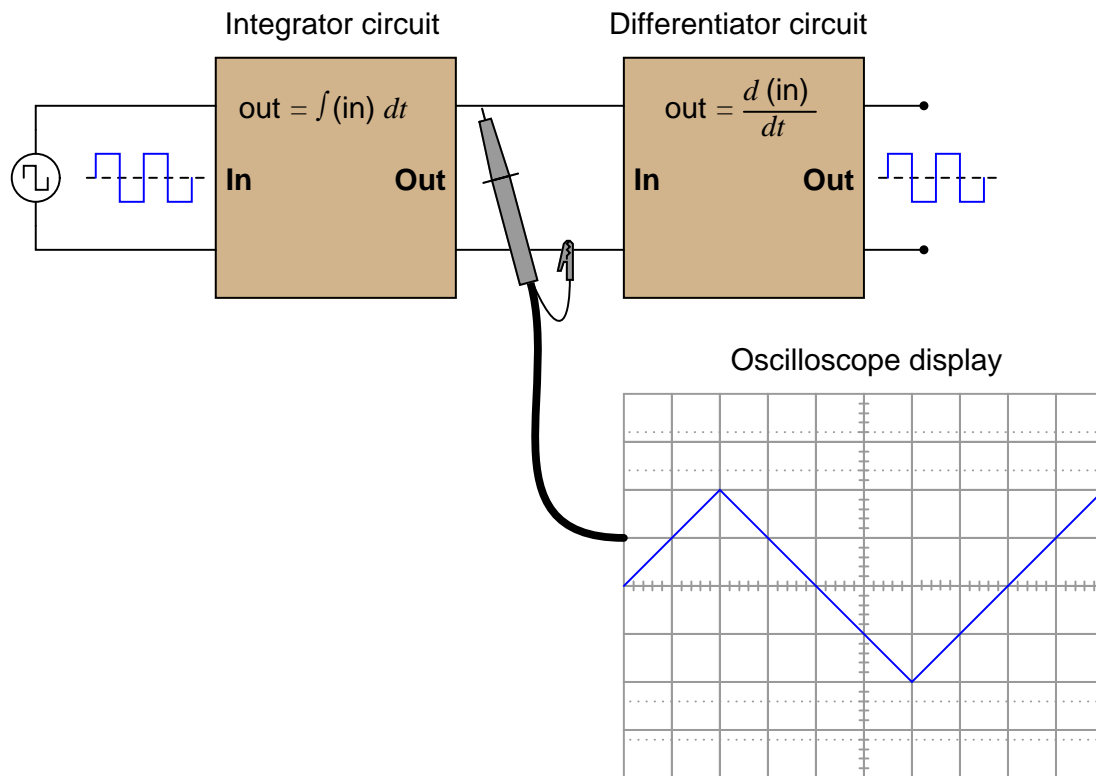 Integrator circuit
Differentiator circuit
out = ∫(in) dt
out = d (in) / dt
In
Out
In
Out
Oscilloscope display